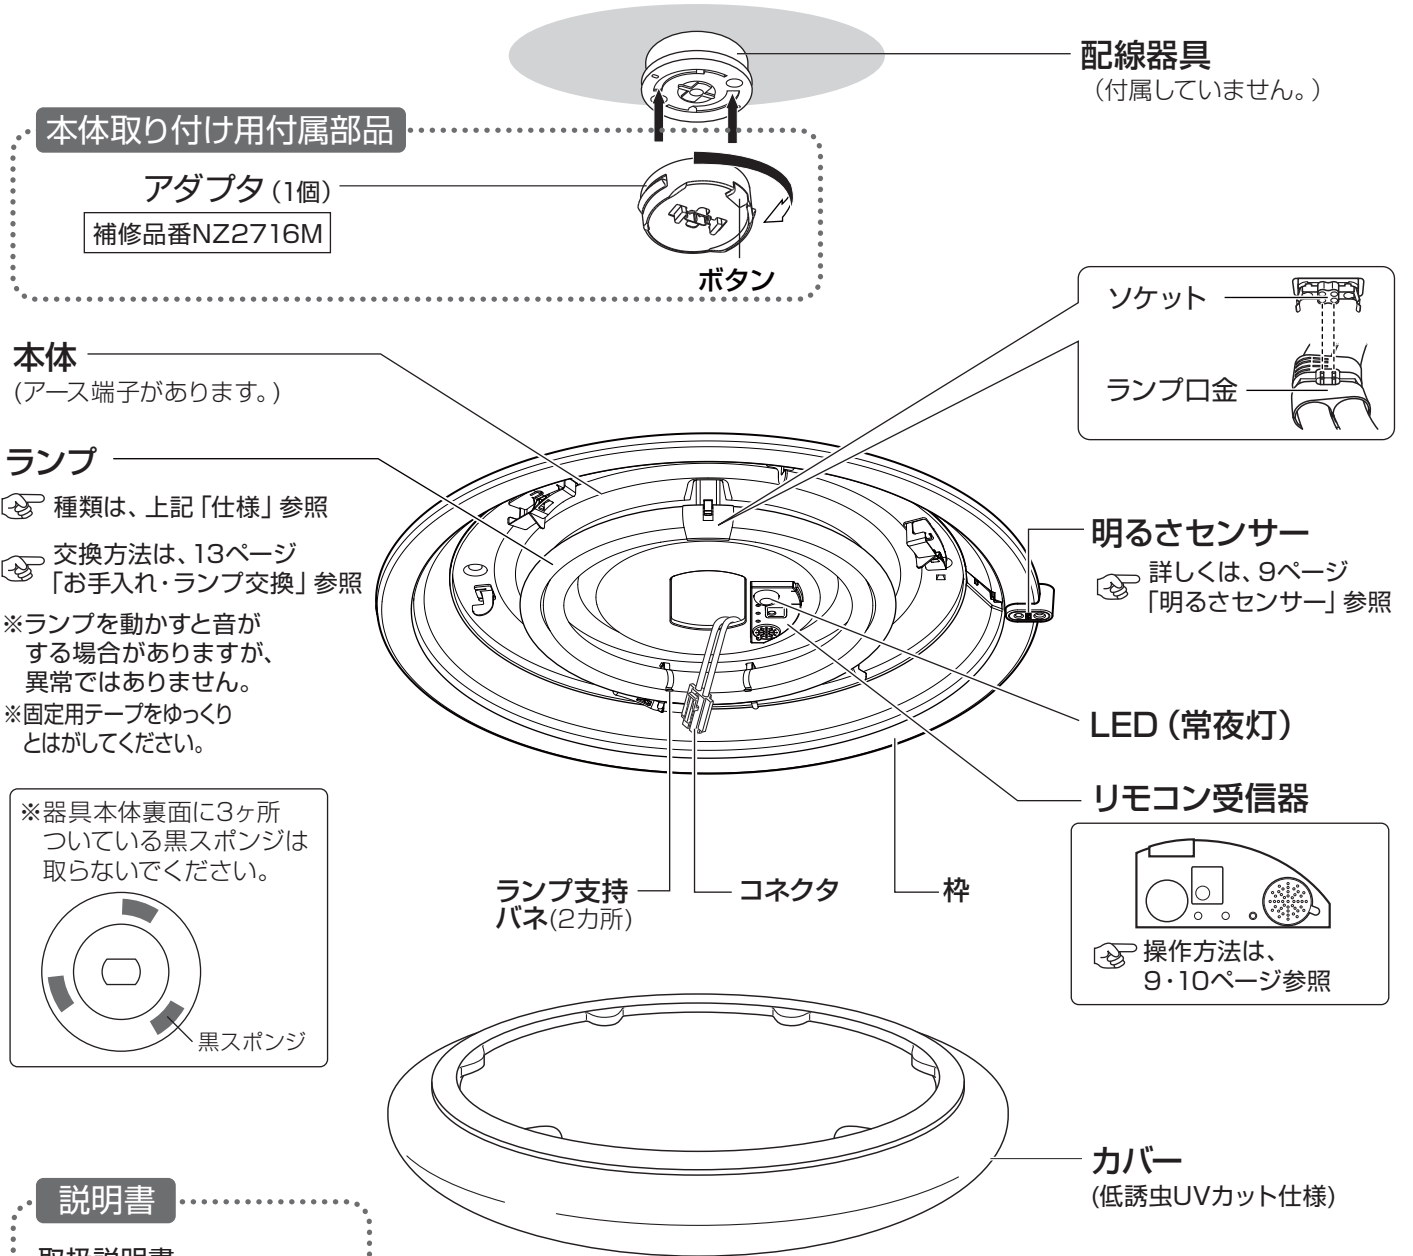 配線器具
(付属していません。)
本体取り付け用付属部品
アダプタ(1個)
補修品番NZ2716M
ボタン
ソケット
ランプ口金
本体
(アース端子があります。)
ランプ
種類は、上記「仕様」参照
交換方法は、13ページ
「お手入れ・ランプ交換」参照
※ランプを動かすと音が
する場合がありますが、
異常ではありません。
※固定用テープをゆっくり
とはがしてください。
明るさセンサー
詳しくは、9ページ
「明るさセンサー」参照
LED(常夜灯)
リモコン受信器
操作方法は、
9・10ページ参照
※器具本体裏面に3ヶ所
ついている黒スポンジは
取らないでください。
黒スポンジ
ランプ支持
バネ(2カ所)
コネクタ
枠
カバー
(低誘虫UVカット仕様)
説明書
取扱説明書